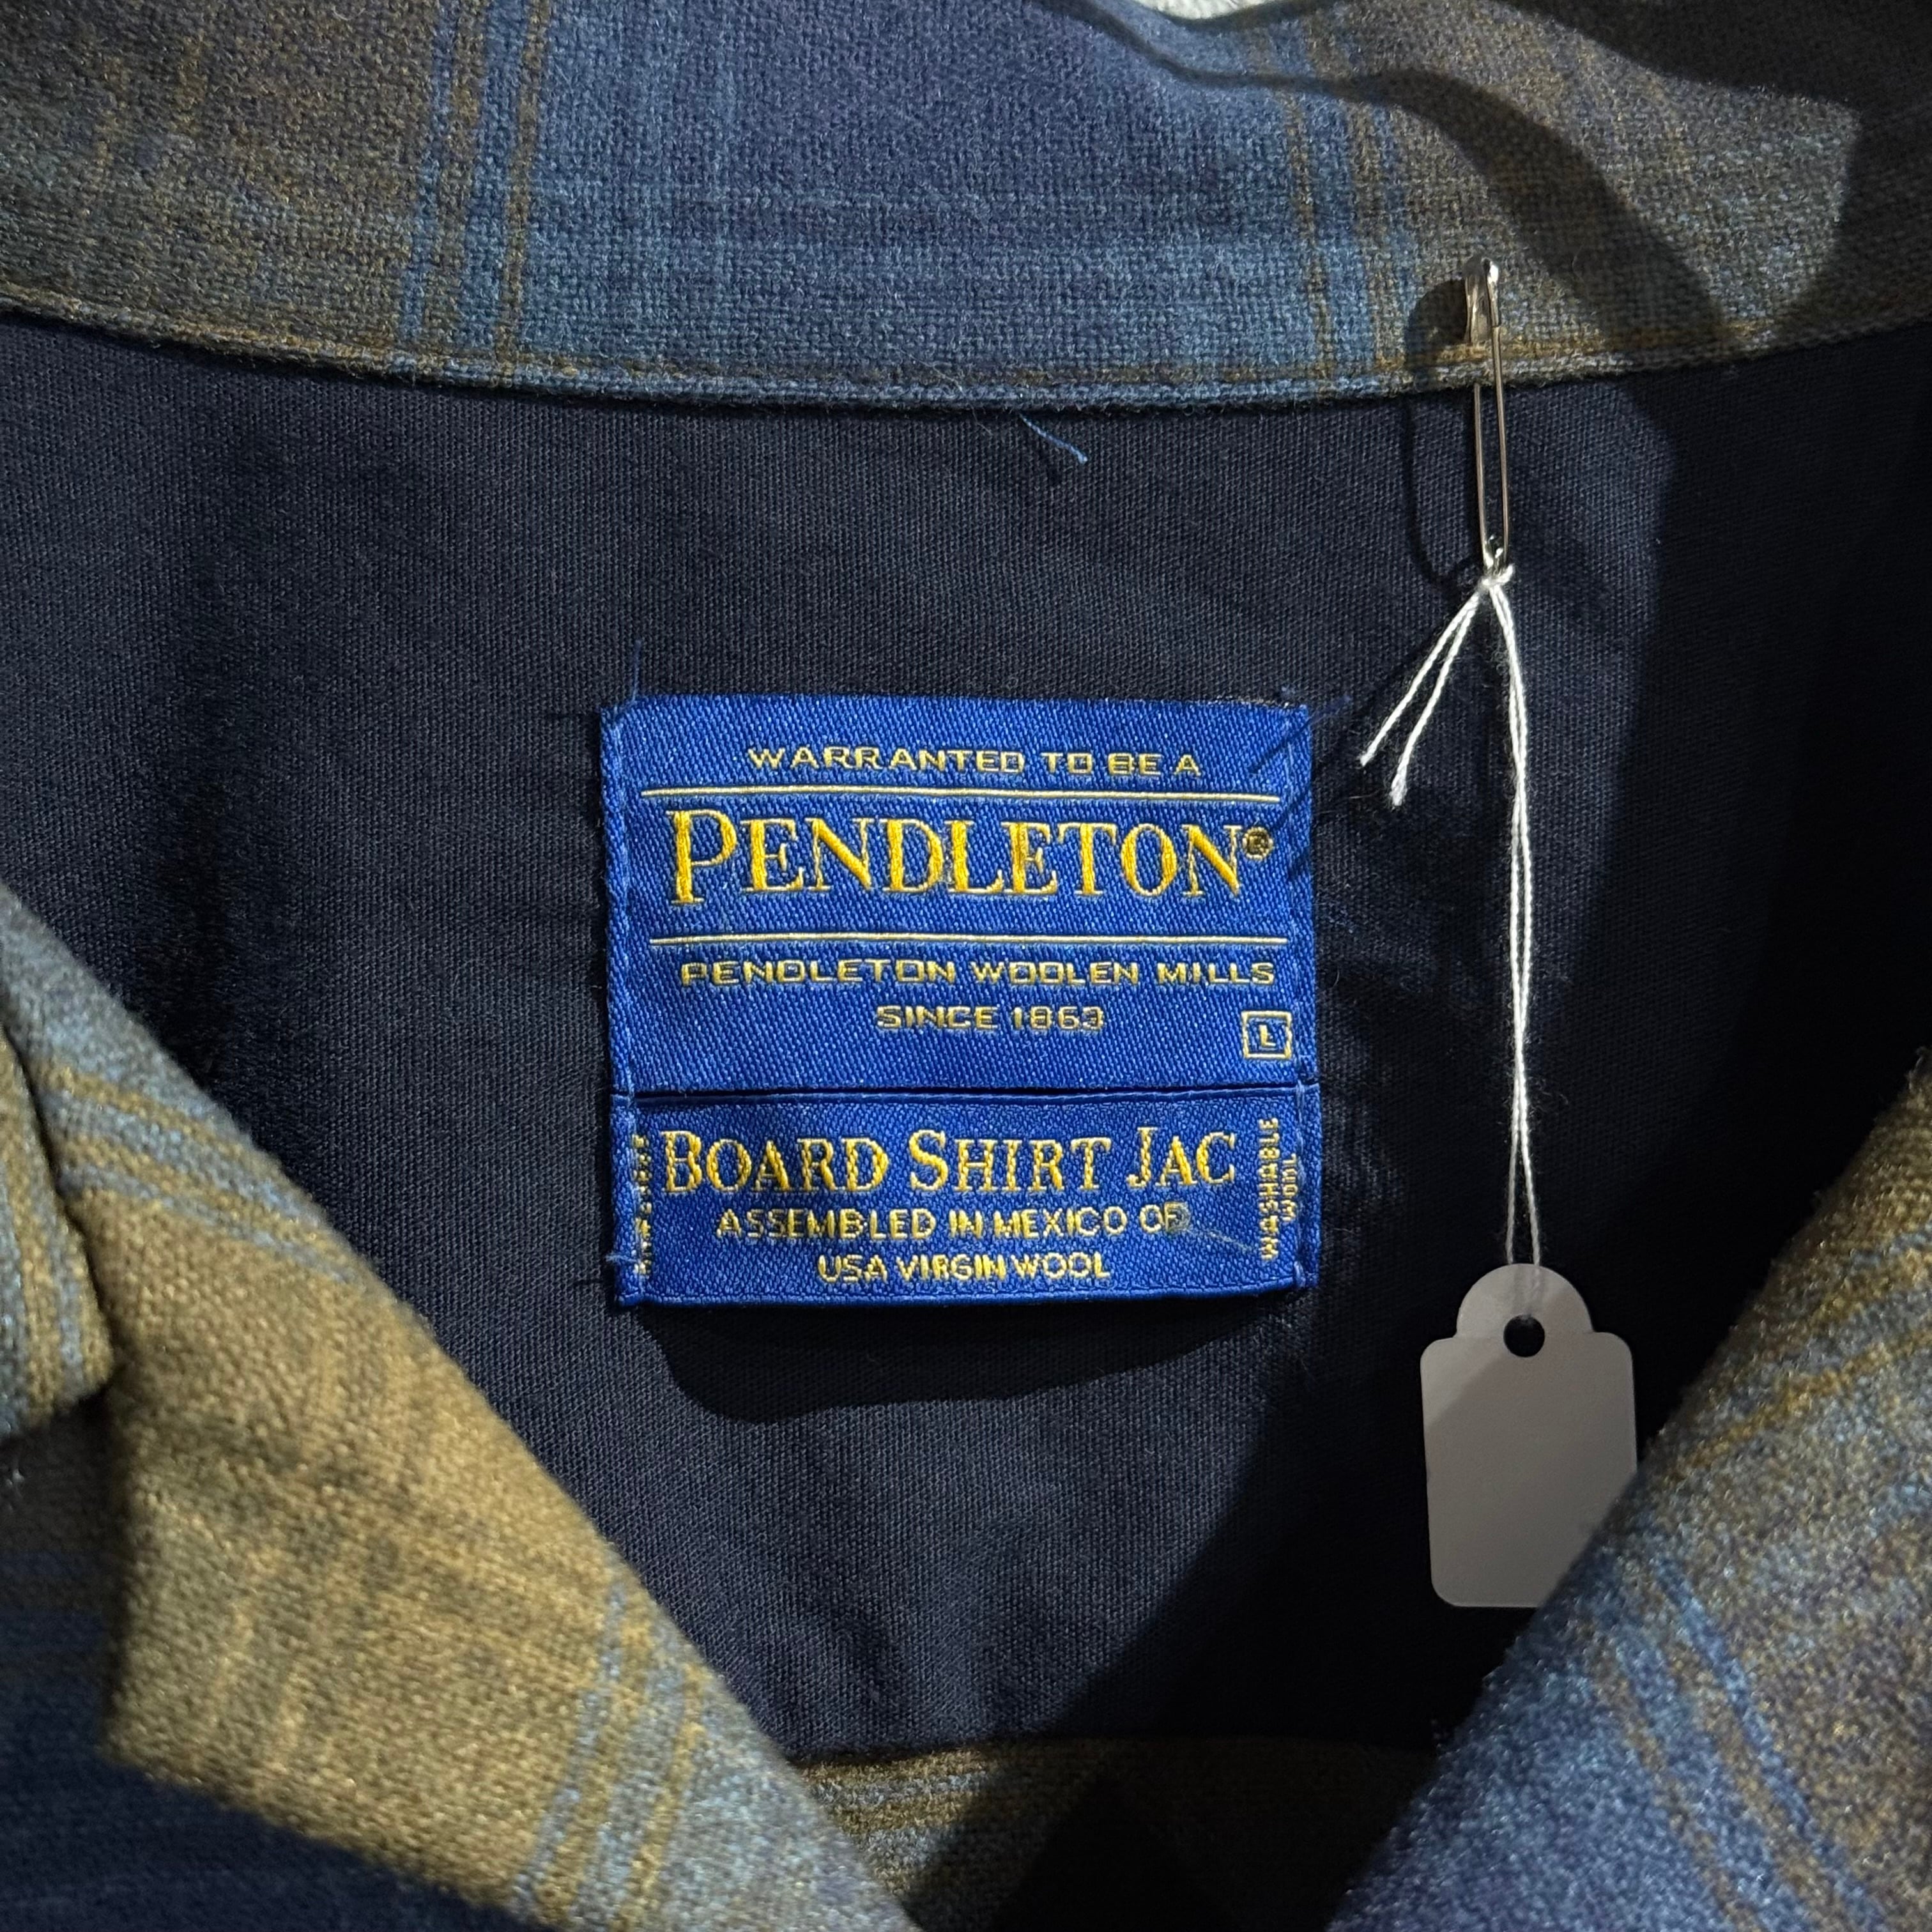 WARRANTED TO BE A
PENDLETON®
PENDLETON WOOLEN MILLS
SINCE 1863
L
BOARD SHIRT JAC
ASSEMBLED IN MEXICO OF
USA VIRGIN WOOL
WASHABLE
WOOL